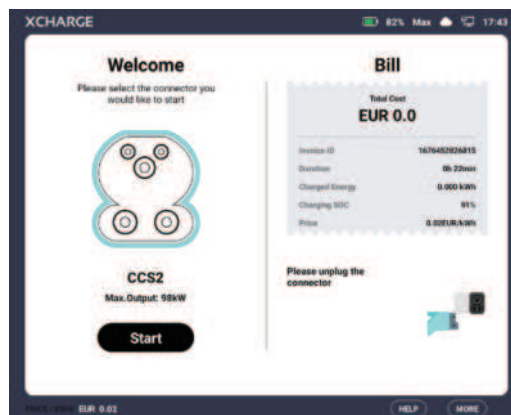 XCHARGE
82% Max 17:43
Welcome
Please select the connector you
would like to start
CCS2
Max.Output: 98kW
Start
Bill
Total Cost
EUR 0.0
Invoice ID 1676452826815
Duration 0h 22min
Charged Energy 0.000 kWh
Charging SOC 91%
Price 0.02EUR/kWh
Please unplug the
connector
EUR 0.02
HELP
MORE